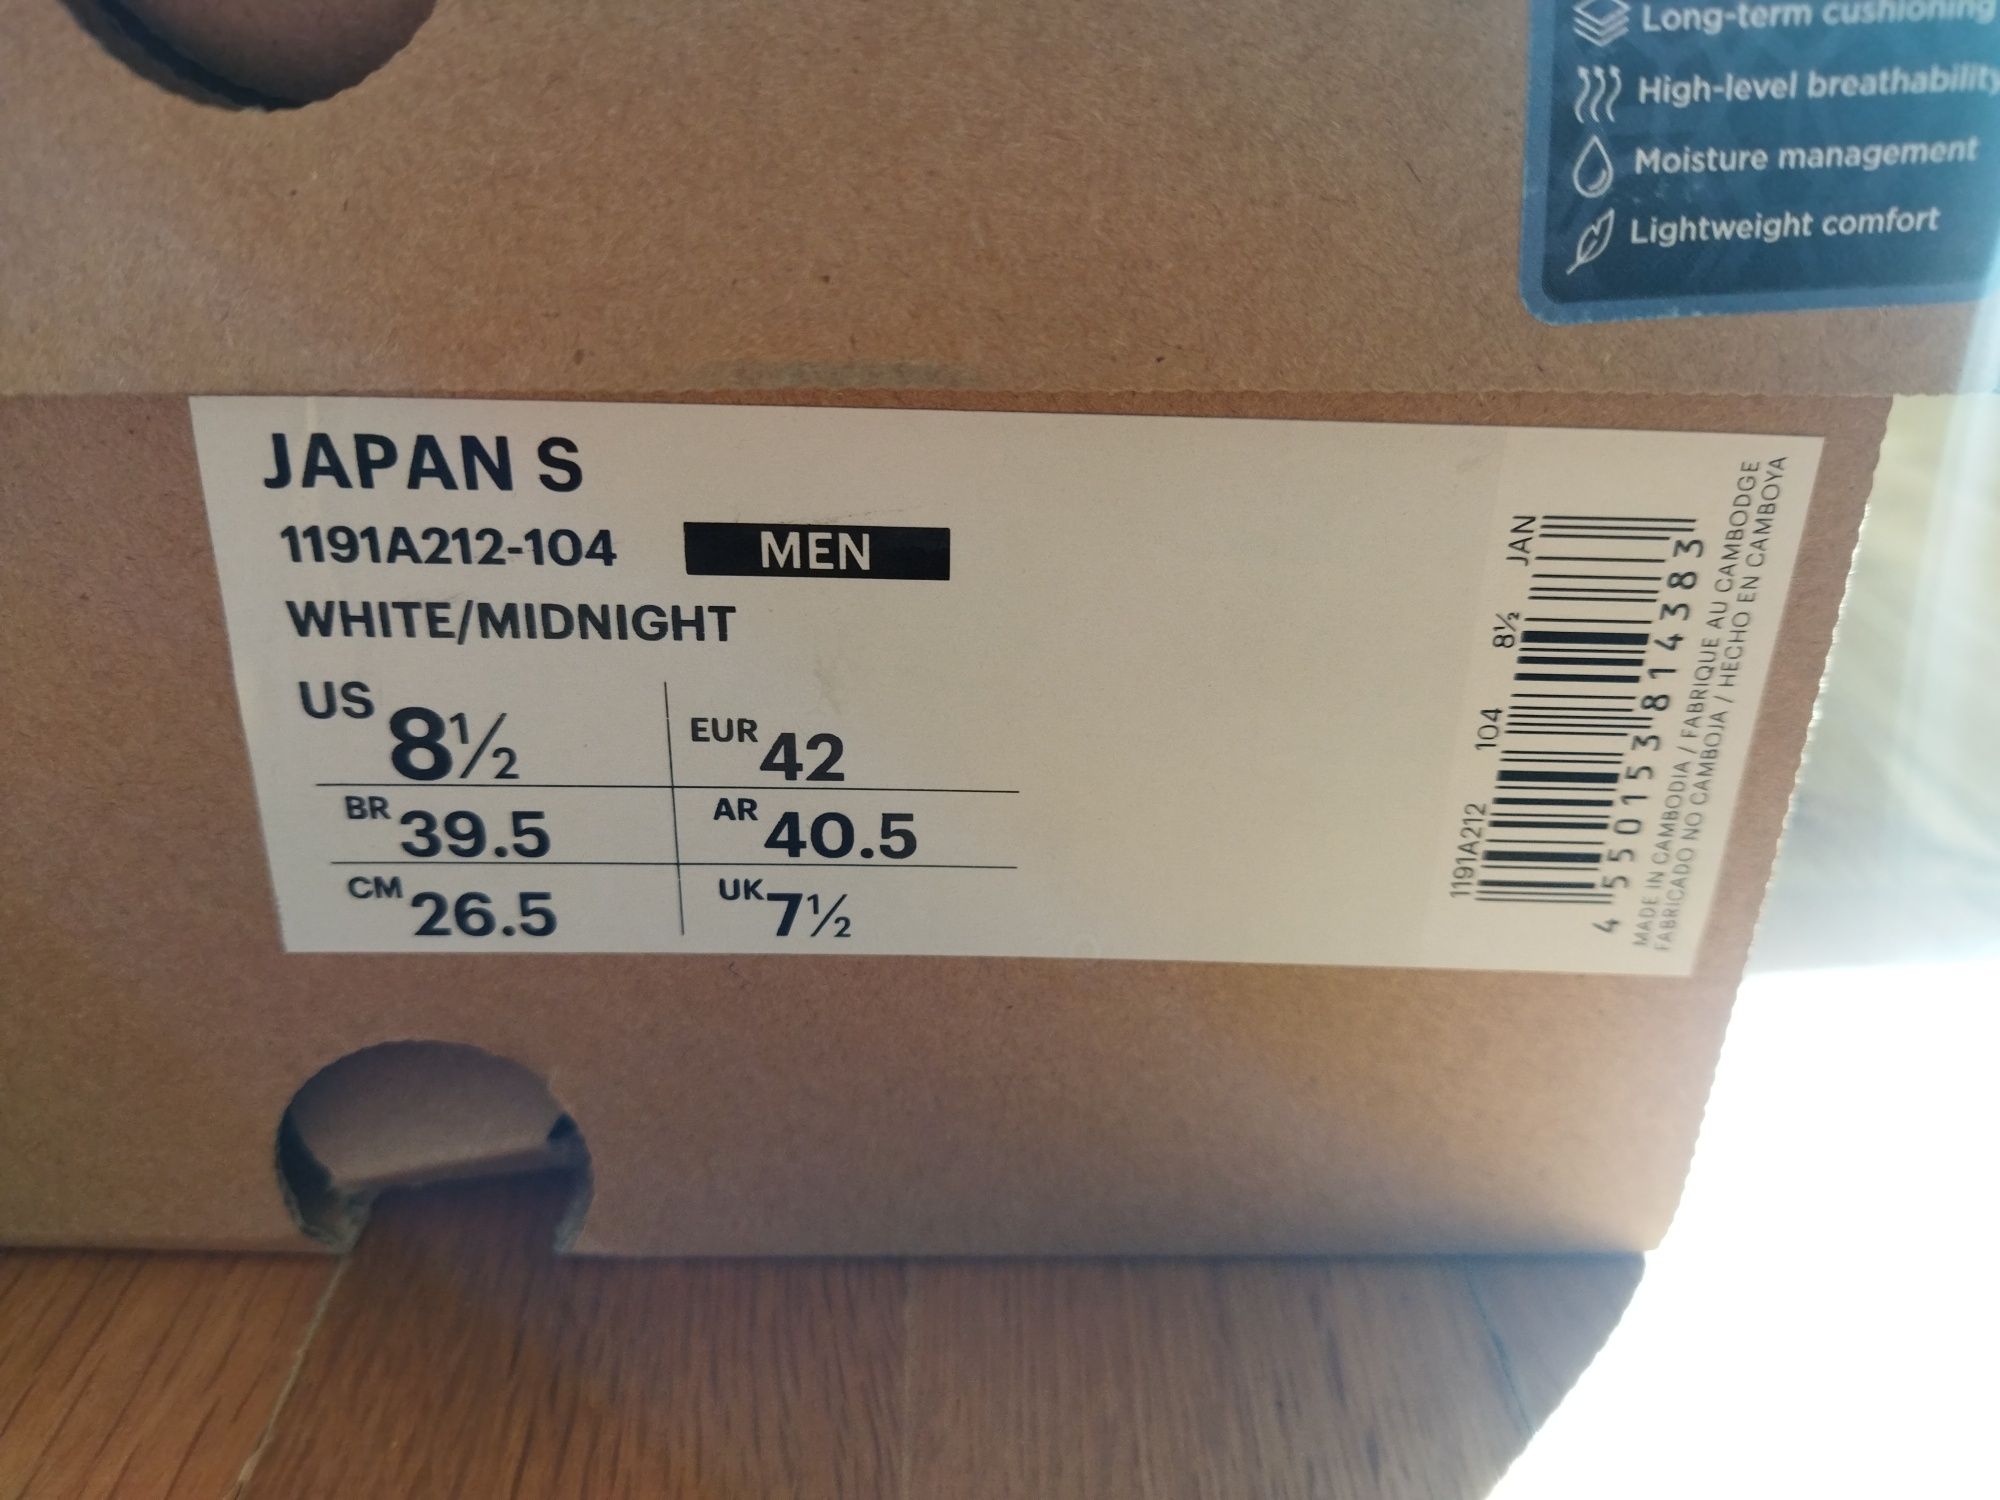 Long-term cushioning
High-level breathability
Moisture management
Lightweight comfort
JAPAN S
1191A212-104 MEN
WHITE/MIDNIGHT
US 8½ EUR 42
BR 39.5 AR 40.5
CM 26.5 UK 7½
1191A212 104 8½ JAN
4550153814383
MADE IN CAMBODIA / FABRIQUE AU CAMBODGE
FABRICADO NO CAMBOJA / HECHO EN CAMBOYA